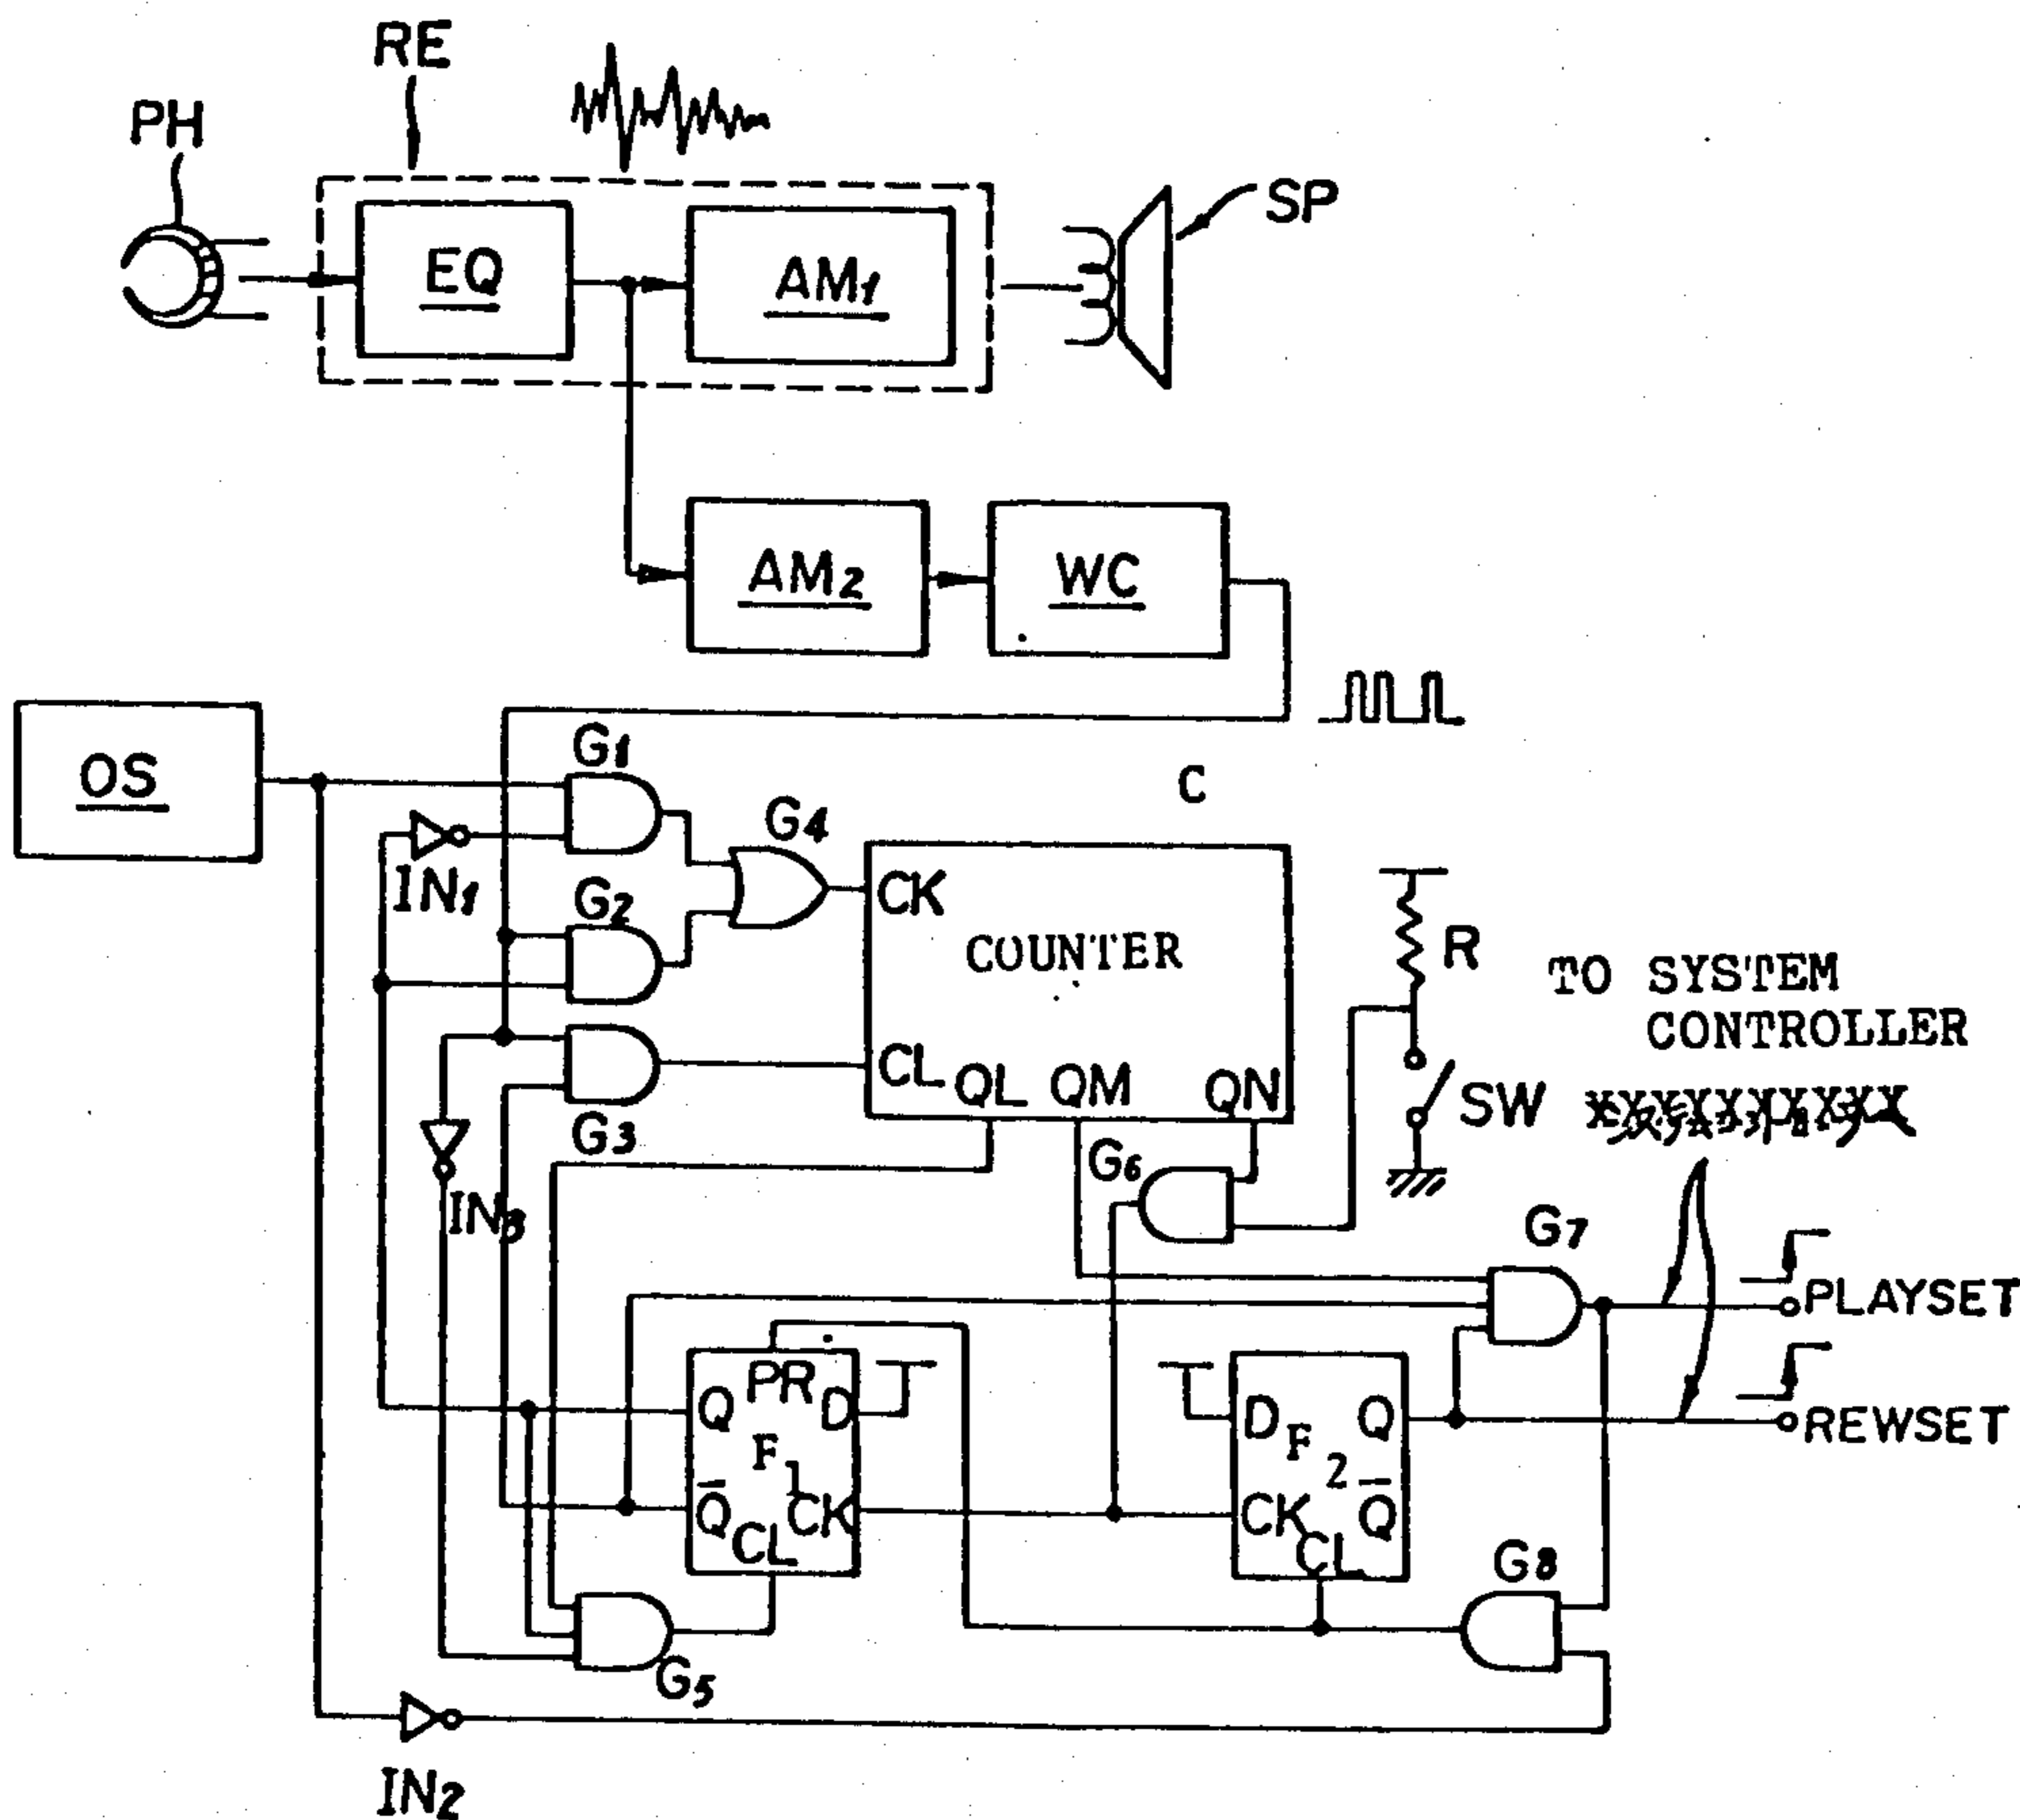 RE
PH
SP
EQ
AM1
AM2
WC
OS
G1
C
G4
IN1
G2
CK
COUNTER
R
TO SYSTEM
CONTROLLER
CL
QL
QM
QN
SW
G3
G6
IN3
G7
PLAYSET
Q
PR
D
D
F2
Q
REWSET
F1
Q̅
CK
CL
CK
Q̅
CL
G8
G5
IN2